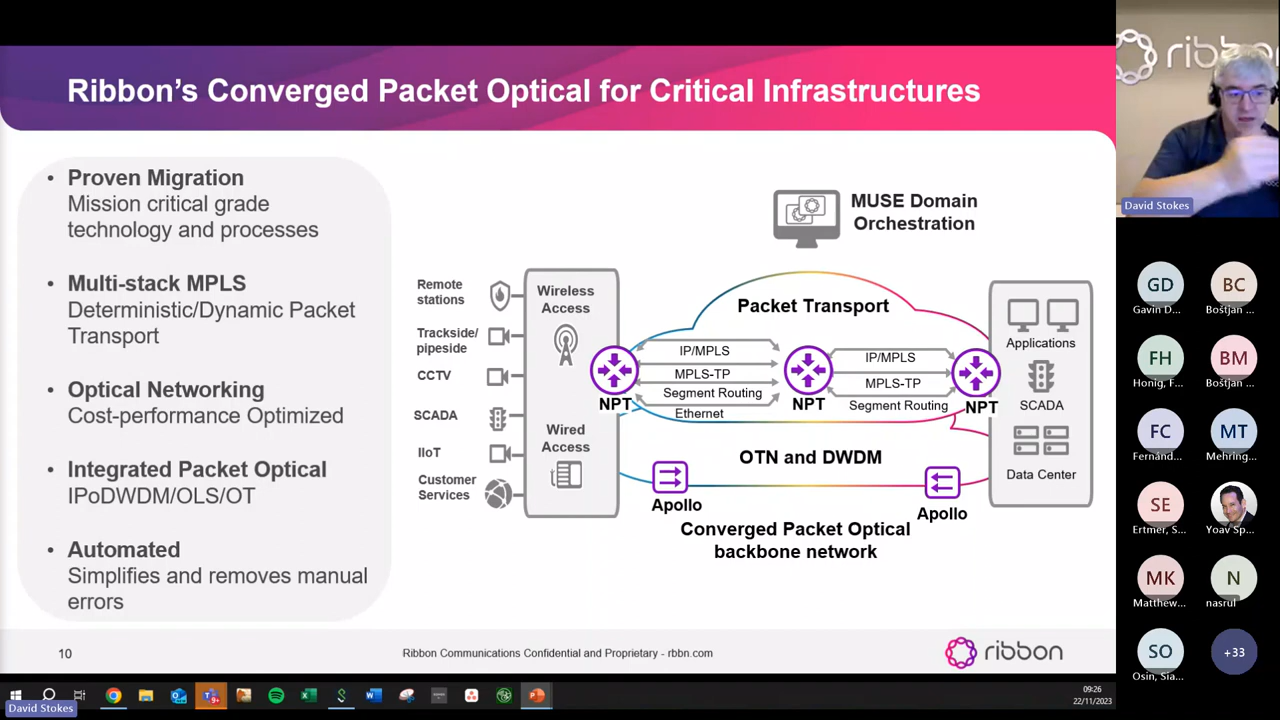 Ribbon's Converged Packet Optical for Critical Infrastructures
• Proven Migration
Mission critical grade
technology and processes
• Multi-stack MPLS
Deterministic/Dynamic Packet
Transport
• Optical Networking
Cost-performance Optimized
• Integrated Packet Optical
IPoDWDM/OLS/OT
• Automated
Simplifies and removes manual
errors
MUSE Domain
Orchestration
Remote
stations
Trackside/
pipeside
CCTV
SCADA
IIoT
Customer
Services
Wireless
Access
Wired
Access
Packet Transport
IP/MPLS
MPLS-TP
Segment Routing
Ethernet
IP/MPLS
MPLS-TP
Segment Routing
NPT
NPT
NPT
OTN and DWDM
Apollo
Apollo
Converged Packet Optical
backbone network
Applications
SCADA
Data Center
10
Ribbon Communications Confidential and Proprietary - rbbn.com
ribbon
ribbon
David Stokes
GD
Gavin D...
BC
Boštjan ...
FH
Honig, F...
BM
Boštjan ...
FC
Fernánd...
MT
Mehring...
SE
Ertmer, S...
Yoav Sp...
MK
Matthew...
N
nasrul
SO
Osin, Sia...
+33
David Stokes
09:26
22/11/2023